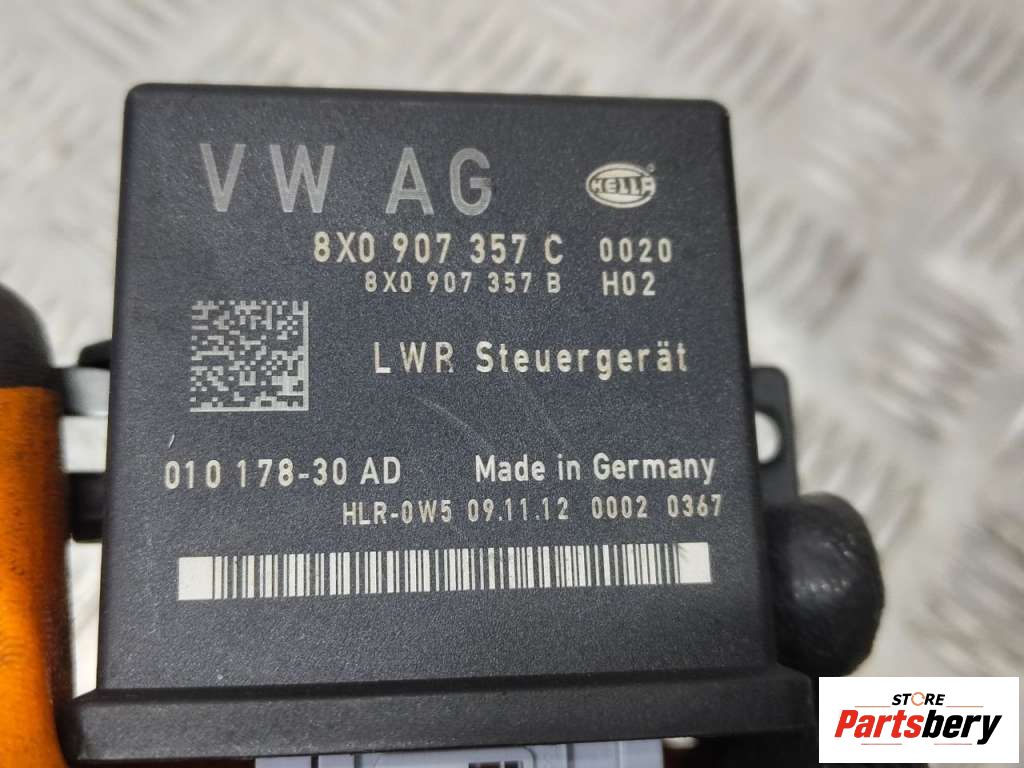 VW AG
HELLA
8X0 907 357 C 0020
8X0 907 357 B H02
LWR Steuergerät
010 178-30 AD Made in Germany
HLR-0W5 09.11.12 0002 0367
STORE
Partsbery